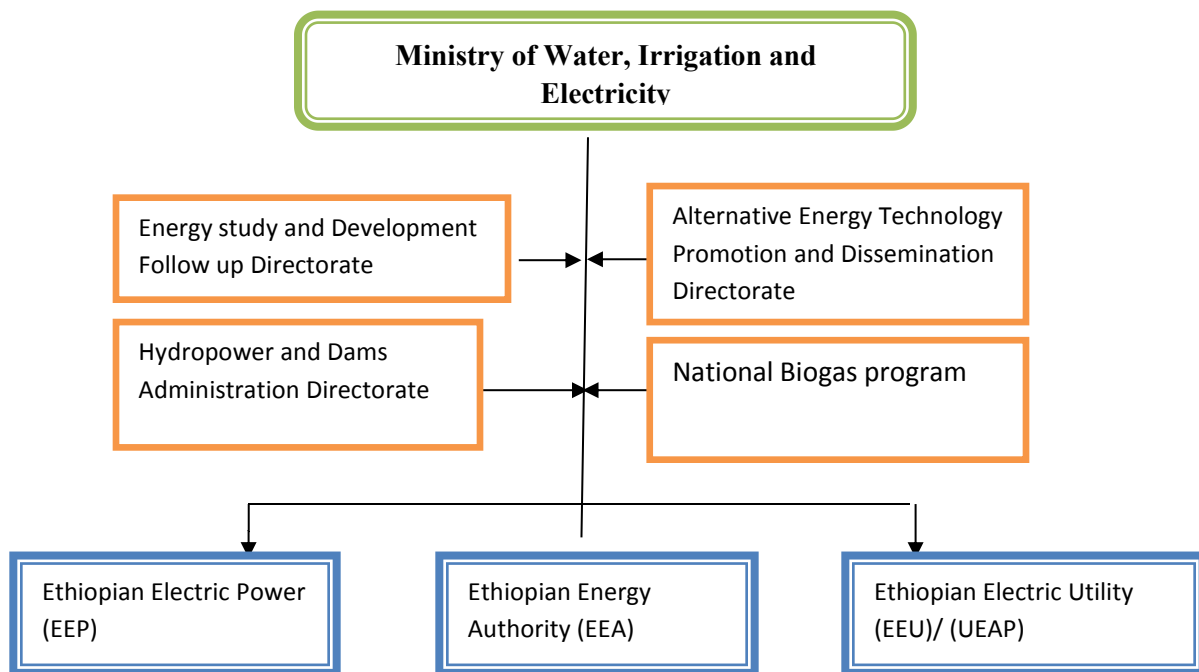 Ministry of Water, Irrigation and
Electricity
Energy study and Development
Follow up Directorate
Alternative Energy Technology
Promotion and Dissemination
Directorate
Hydropower and Dams
Administration Directorate
National Biogas program
Ethiopian Electric Power
(EEP)
Ethiopian Energy
Authority (EEA)
Ethiopian Electric Utility
(EEU)/ (UEAP)